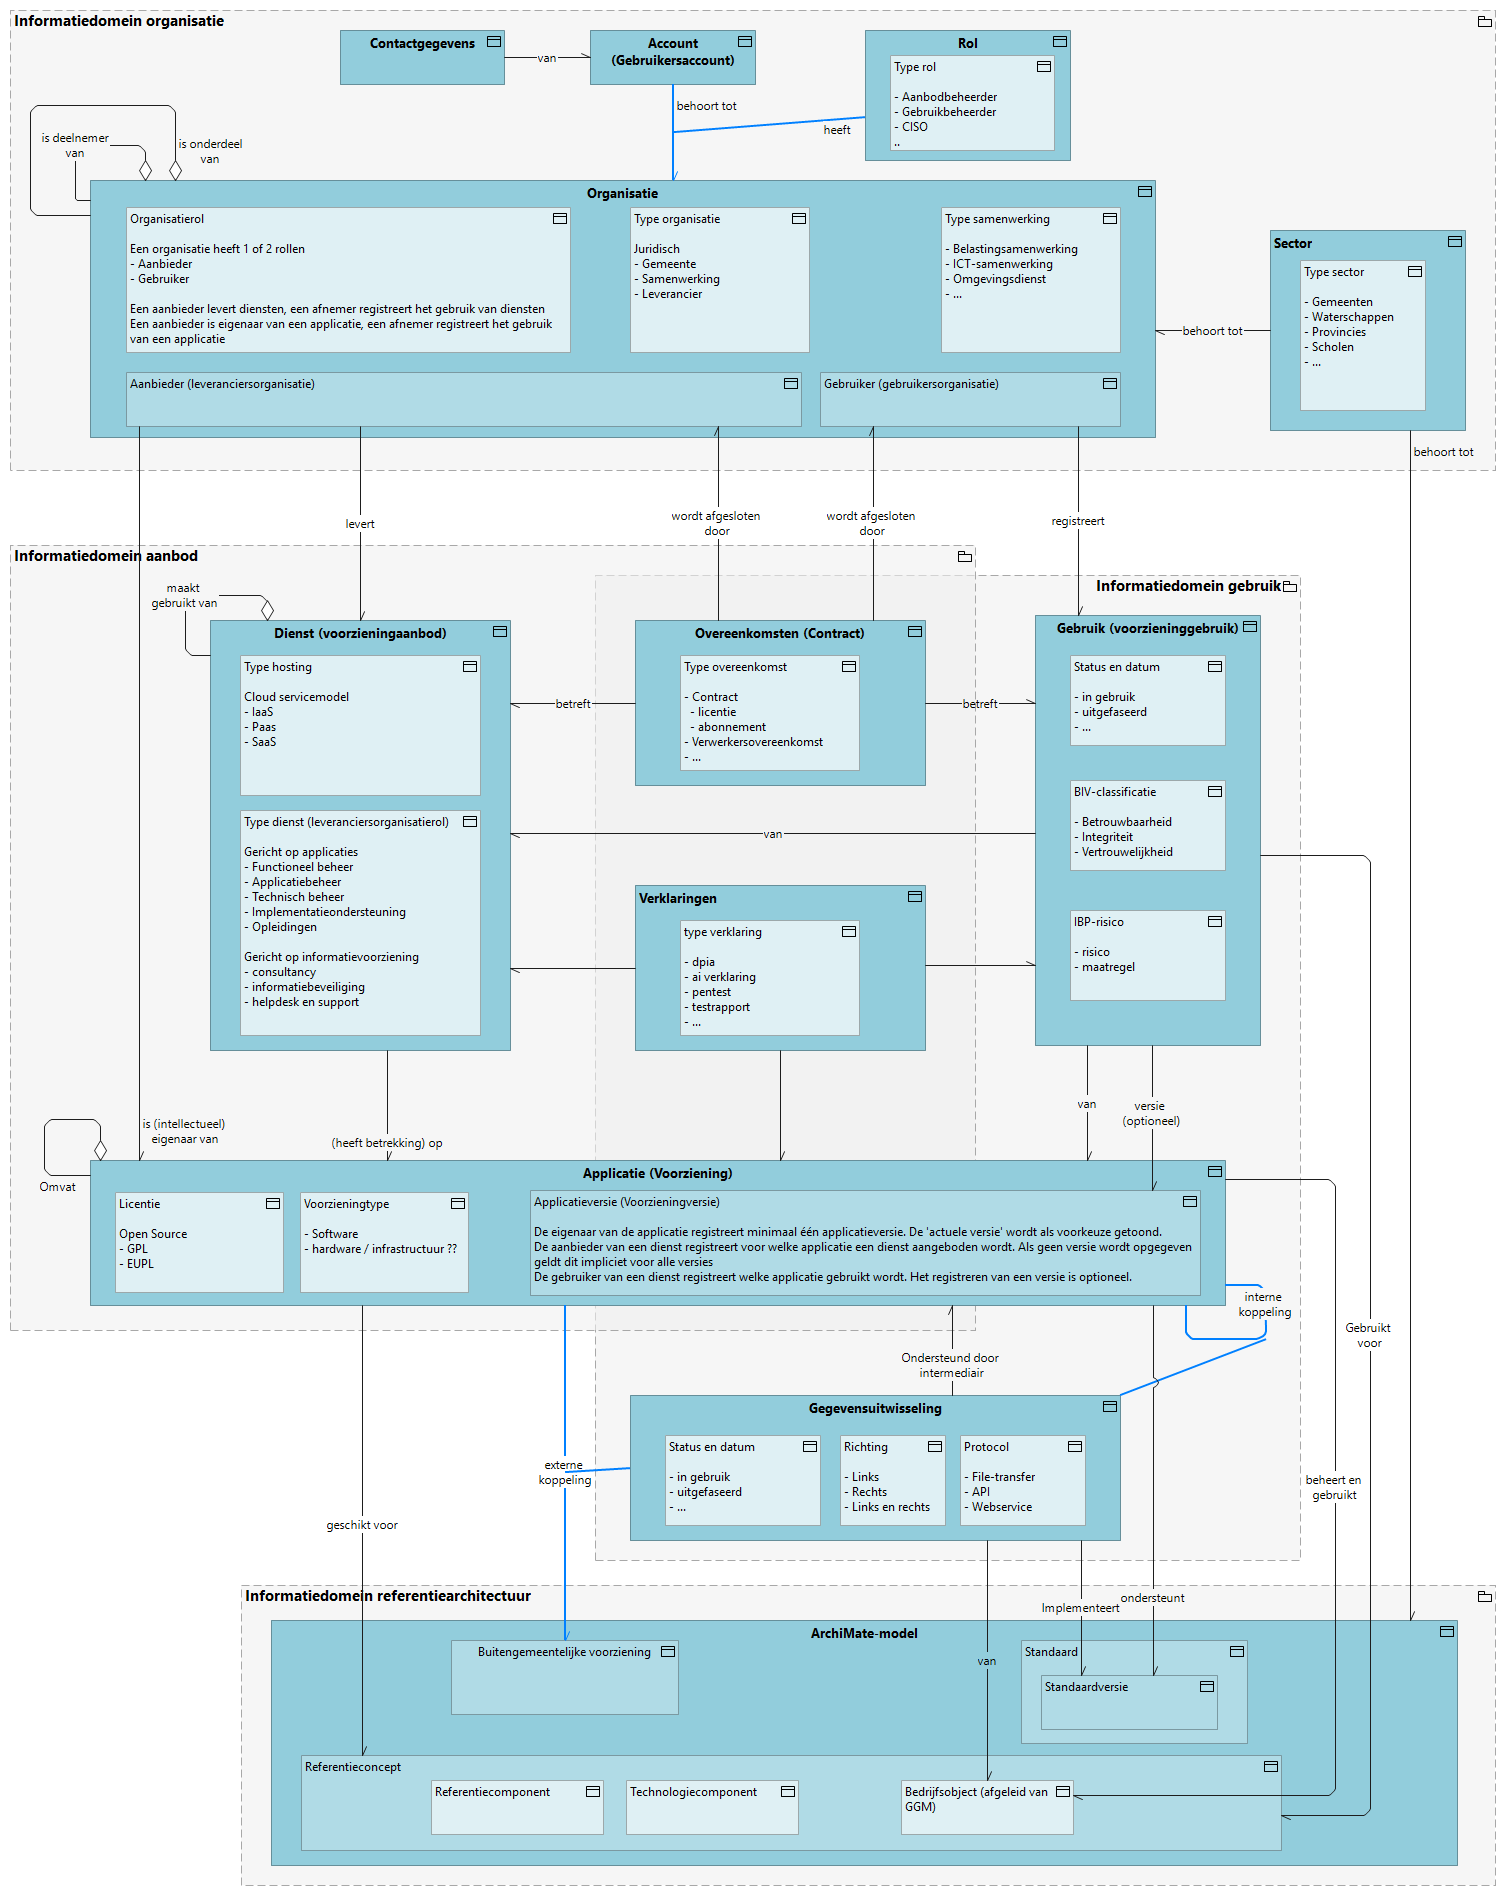 Informatiedomein organisatie
Contactgegevens
van
Account
(Gebruikersaccount)
Rol
Type rol
- Aanbodbeheerder
- Gebruikbeheerder
- CISO
..
behoort tot
heeft
is deelnemer
van
is onderdeel
van
Organisatie
Organisatierol
Een organisatie heeft 1 of 2 rollen
- Aanbieder
- Gebruiker
Een aanbieder levert diensten, een afnemer registreert het gebruik van diensten
Een aanbieder is eigenaar van een applicatie, een afnemer registreert het gebruik
van een applicatie
Type organisatie
Juridisch
- Gemeente
- Samenwerking
- Leverancier
Type samenwerking
- Belastingsamenwerking
- ICT-samenwerking
- Omgevingsdienst
- ...
Aanbieder (leveranciersorganisatie)
Gebruiker (gebruikersorganisatie)
behoort tot
Sector
Type sector
- Gemeenten
- Waterschappen
- Provincies
- Scholen
- ...
behoort tot
levert
wordt afgesloten
door
wordt afgesloten
door
registreert
Informatiedomein aanbod
Informatiedomein gebruik
maakt
gebruikt van
Dienst (voorzieningaanbod)
Type hosting
Cloud servicemodel
- IaaS
- Paas
- SaaS
Type dienst (leveranciersorganisatierol)
Gericht op applicaties
- Functioneel beheer
- Applicatiebeheer
- Technisch beheer
- Implementatieondersteuning
- Opleidingen
Gericht op informatievoorziening
- consultancy
- informatiebeveiliging
- helpdesk en support
betreft
Overeenkomsten (Contract)
Type overeenkomst
- Contract
- licentie
- abonnement
- Verwerkersovereenkomst
- ...
betreft
Gebruik (voorzieninggebruik)
Status en datum
- in gebruik
- uitgefaseerd
- ...
BIV-classificatie
- Betrouwbaarheid
- Integriteit
- Vertrouwelijkheid
IBP-risico
- risico
- maatregel
van
Verklaringen
type verklaring
- dpia
- ai verklaring
- pentest
- testrapport
- ...
is (intellectueel)
eigenaar van
(heeft betrekking) op
van
versie
(optioneel)
Omvat
Applicatie (Voorziening)
Licentie
Open Source
- GPL
- EUPL
Voorzieningtype
- Software
- hardware / infrastructuur ??
Applicatieversie (Voorzieningversie)
De eigenaar van de applicatie registreert minimaal één applicatieversie. De 'actuele versie' wordt als voorkeuze getoond.
De aanbieder van een dienst registreert voor welke applicatie een dienst aangeboden wordt. Als geen versie wordt opgegeven
geldt dit impliciet voor alle versies
De gebruiker van een dienst registreert welke applicatie gebruikt wordt. Het registreren van een versie is optioneel.
interne
koppeling
Gebruikt
voor
Ondersteund door
intermediair
Gegevensuitwisseling
Status en datum
- in gebruik
- uitgefaseerd
- ...
Richting
- Links
- Rechts
- Links en rechts
Protocol
- File-transfer
- API
- Webservice
externe
koppeling
beheert en
gebruikt
geschikt voor
Informatiedomein referentiearchitectuur
Implementeert
ondersteunt
ArchiMate-model
Buitengemeentelijke voorziening
van
Standaard
Standaardversie
Referentieconcept
Referentiecomponent
Technologiecomponent
Bedrijfsobject (afgeleid van
GGM)